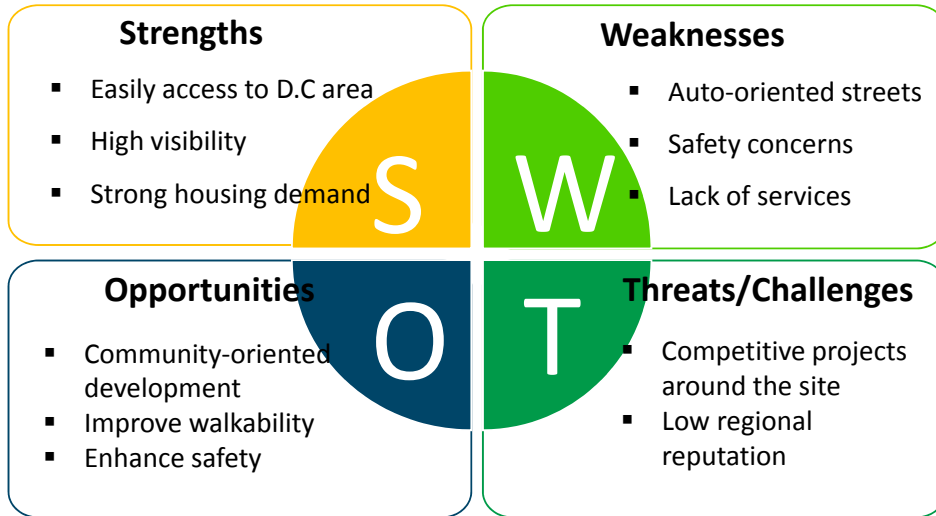 Strengths
▪ Easily access to D.C area
▪ High visibility
▪ Strong housing demand
Weaknesses
▪ Auto-oriented streets
▪ Safety concerns
▪ Lack of services
S
W
O
T
Opportunities
▪ Community-oriented
development
▪ Improve walkability
▪ Enhance safety
Threats/Challenges
▪ Competitive projects
around the site
▪ Low regional
reputation